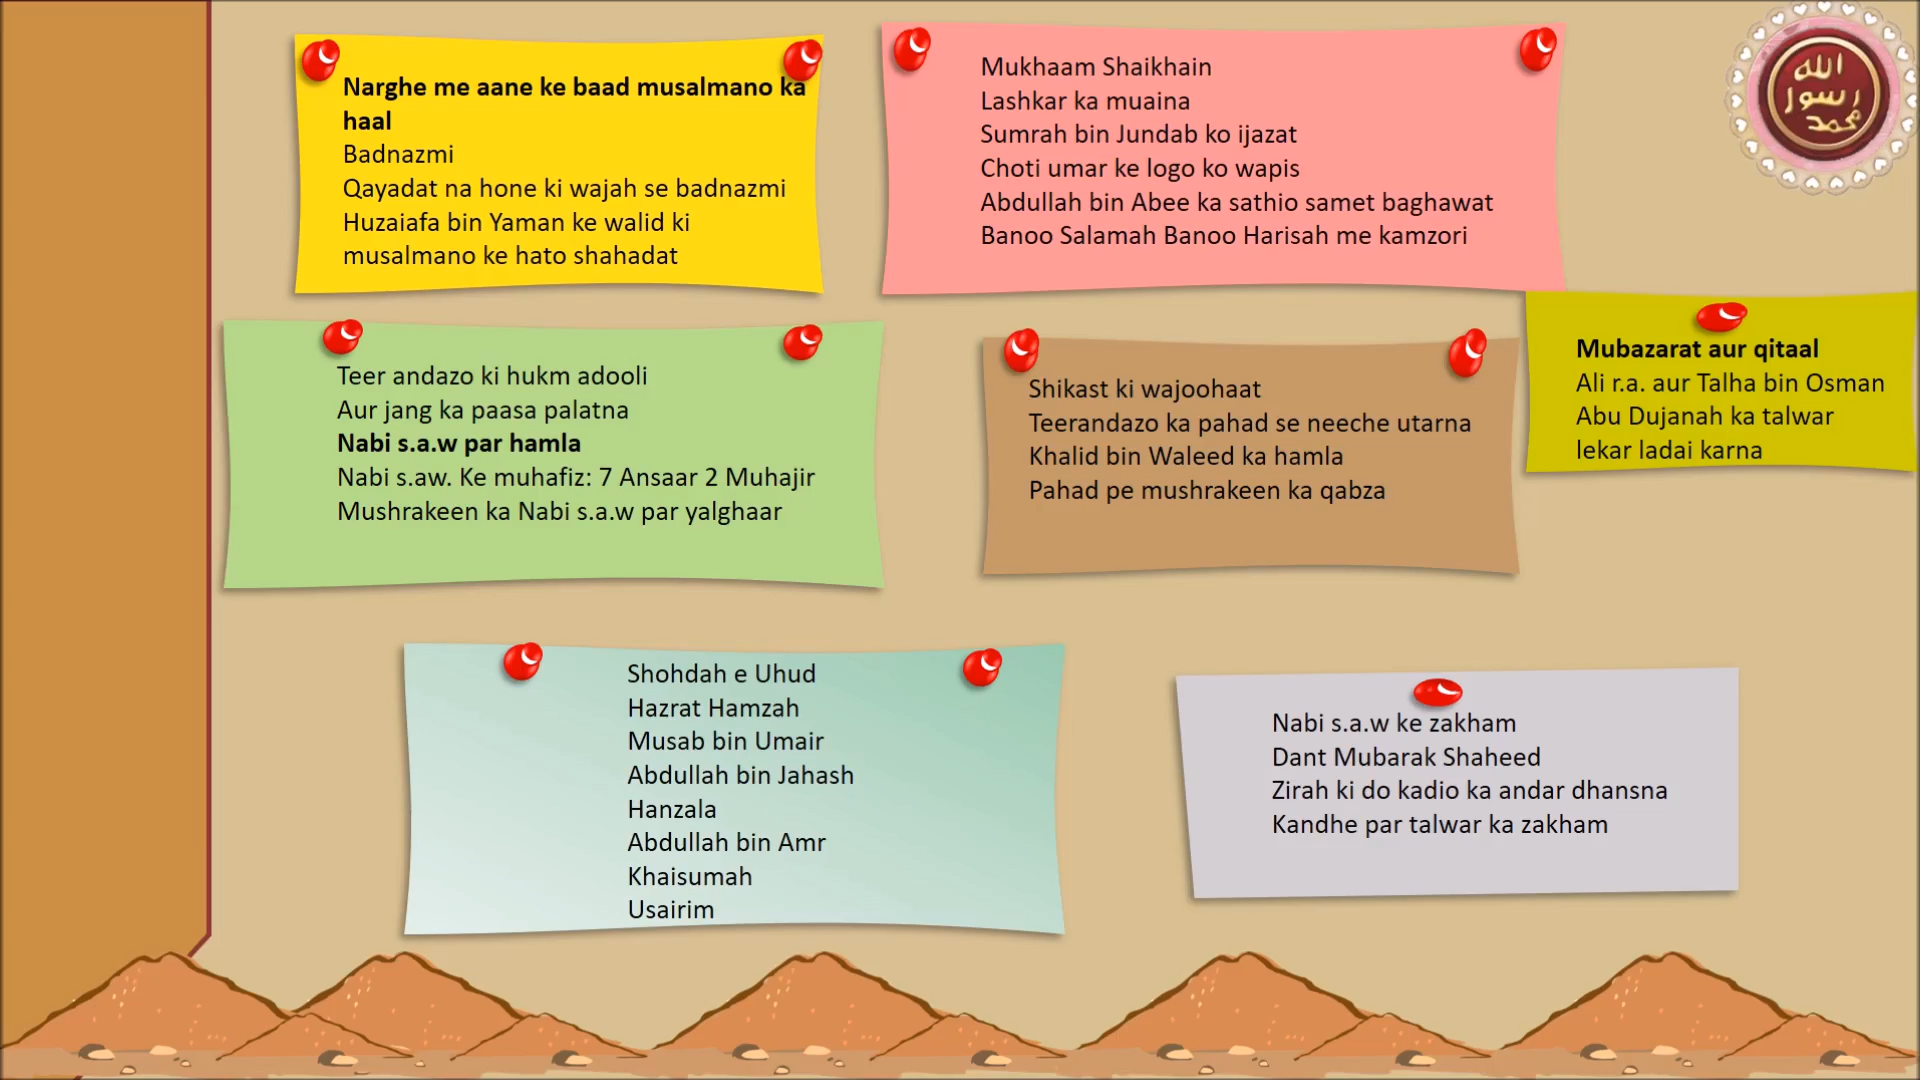 Narghe me aane ke baad musalmano ka
haal
Badnazmi
Qayadat na hone ki wajah se badnazmi
Huzaiafa bin Yaman ke walid ki
musalmano ke hato shahadat
Mukhaam Shaikhain
Lashkar ka muaina
Sumrah bin Jundab ko ijazat
Choti umar ke logo ko wapis
Abdullah bin Abee ka sathio samet baghawat
Banoo Salamah Banoo Harisah me kamzori
الله
رسول
محمد
Teer andazo ki hukm adooli
Aur jang ka paasa palatna
Nabi s.a.w par hamla
Nabi s.aw. Ke muhafiz: 7 Ansaar 2 Muhajir
Mushrakeen ka Nabi s.a.w par yalghaar
Shikast ki wajoohaat
Teerandazo ka pahad se neeche utarna
Khalid bin Waleed ka hamla
Pahad pe mushrakeen ka qabza
Mubazarat aur qitaal
Ali r.a. aur Talha bin Osman
Abu Dujanah ka talwar
lekar ladai karna
Shohdah e Uhud
Hazrat Hamzah
Musab bin Umair
Abdullah bin Jahash
Hanzala
Abdullah bin Amr
Khaisumah
Usairim
Nabi s.a.w ke zakham
Dant Mubarak Shaheed
Zirah ki do kadio ka andar dhansna
Kandhe par talwar ka zakham